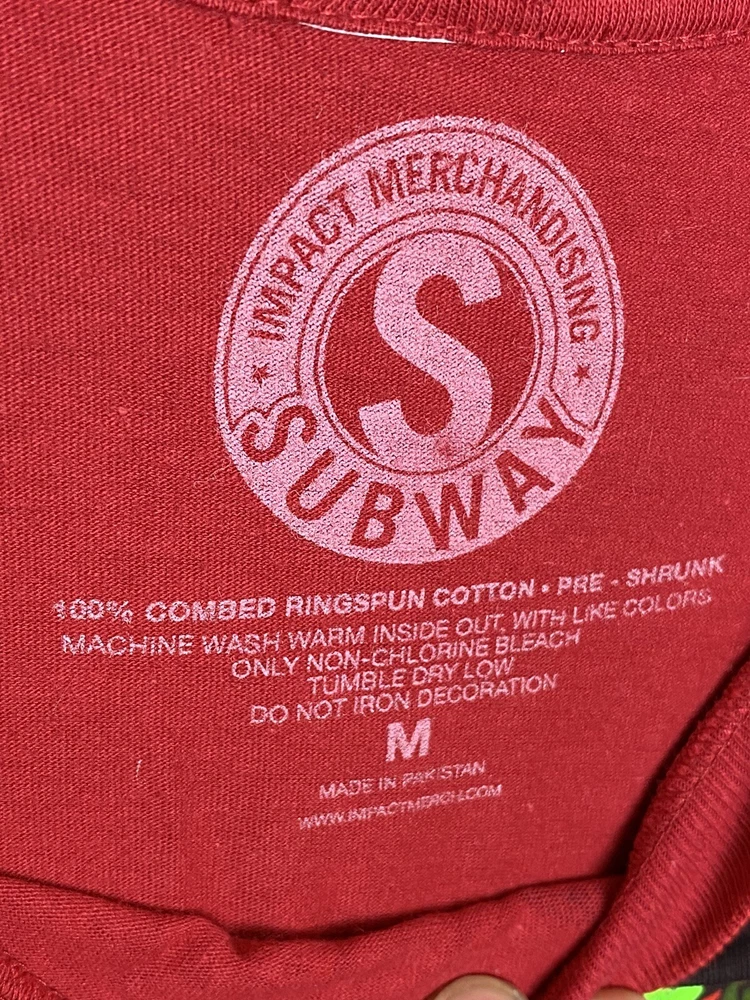 ★ IMPACT MERCHANDISING ★
S
SUBWAY
100% COMBED RINGSPUN COTTON • PRE - SHRUNK
MACHINE WASH WARM INSIDE OUT, WITH LIKE COLORS
ONLY NON-CHLORINE BLEACH
TUMBLE DRY LOW
DO NOT IRON DECORATION
M
MADE IN PAKISTAN
WWW.IMPACTMERCH.COM